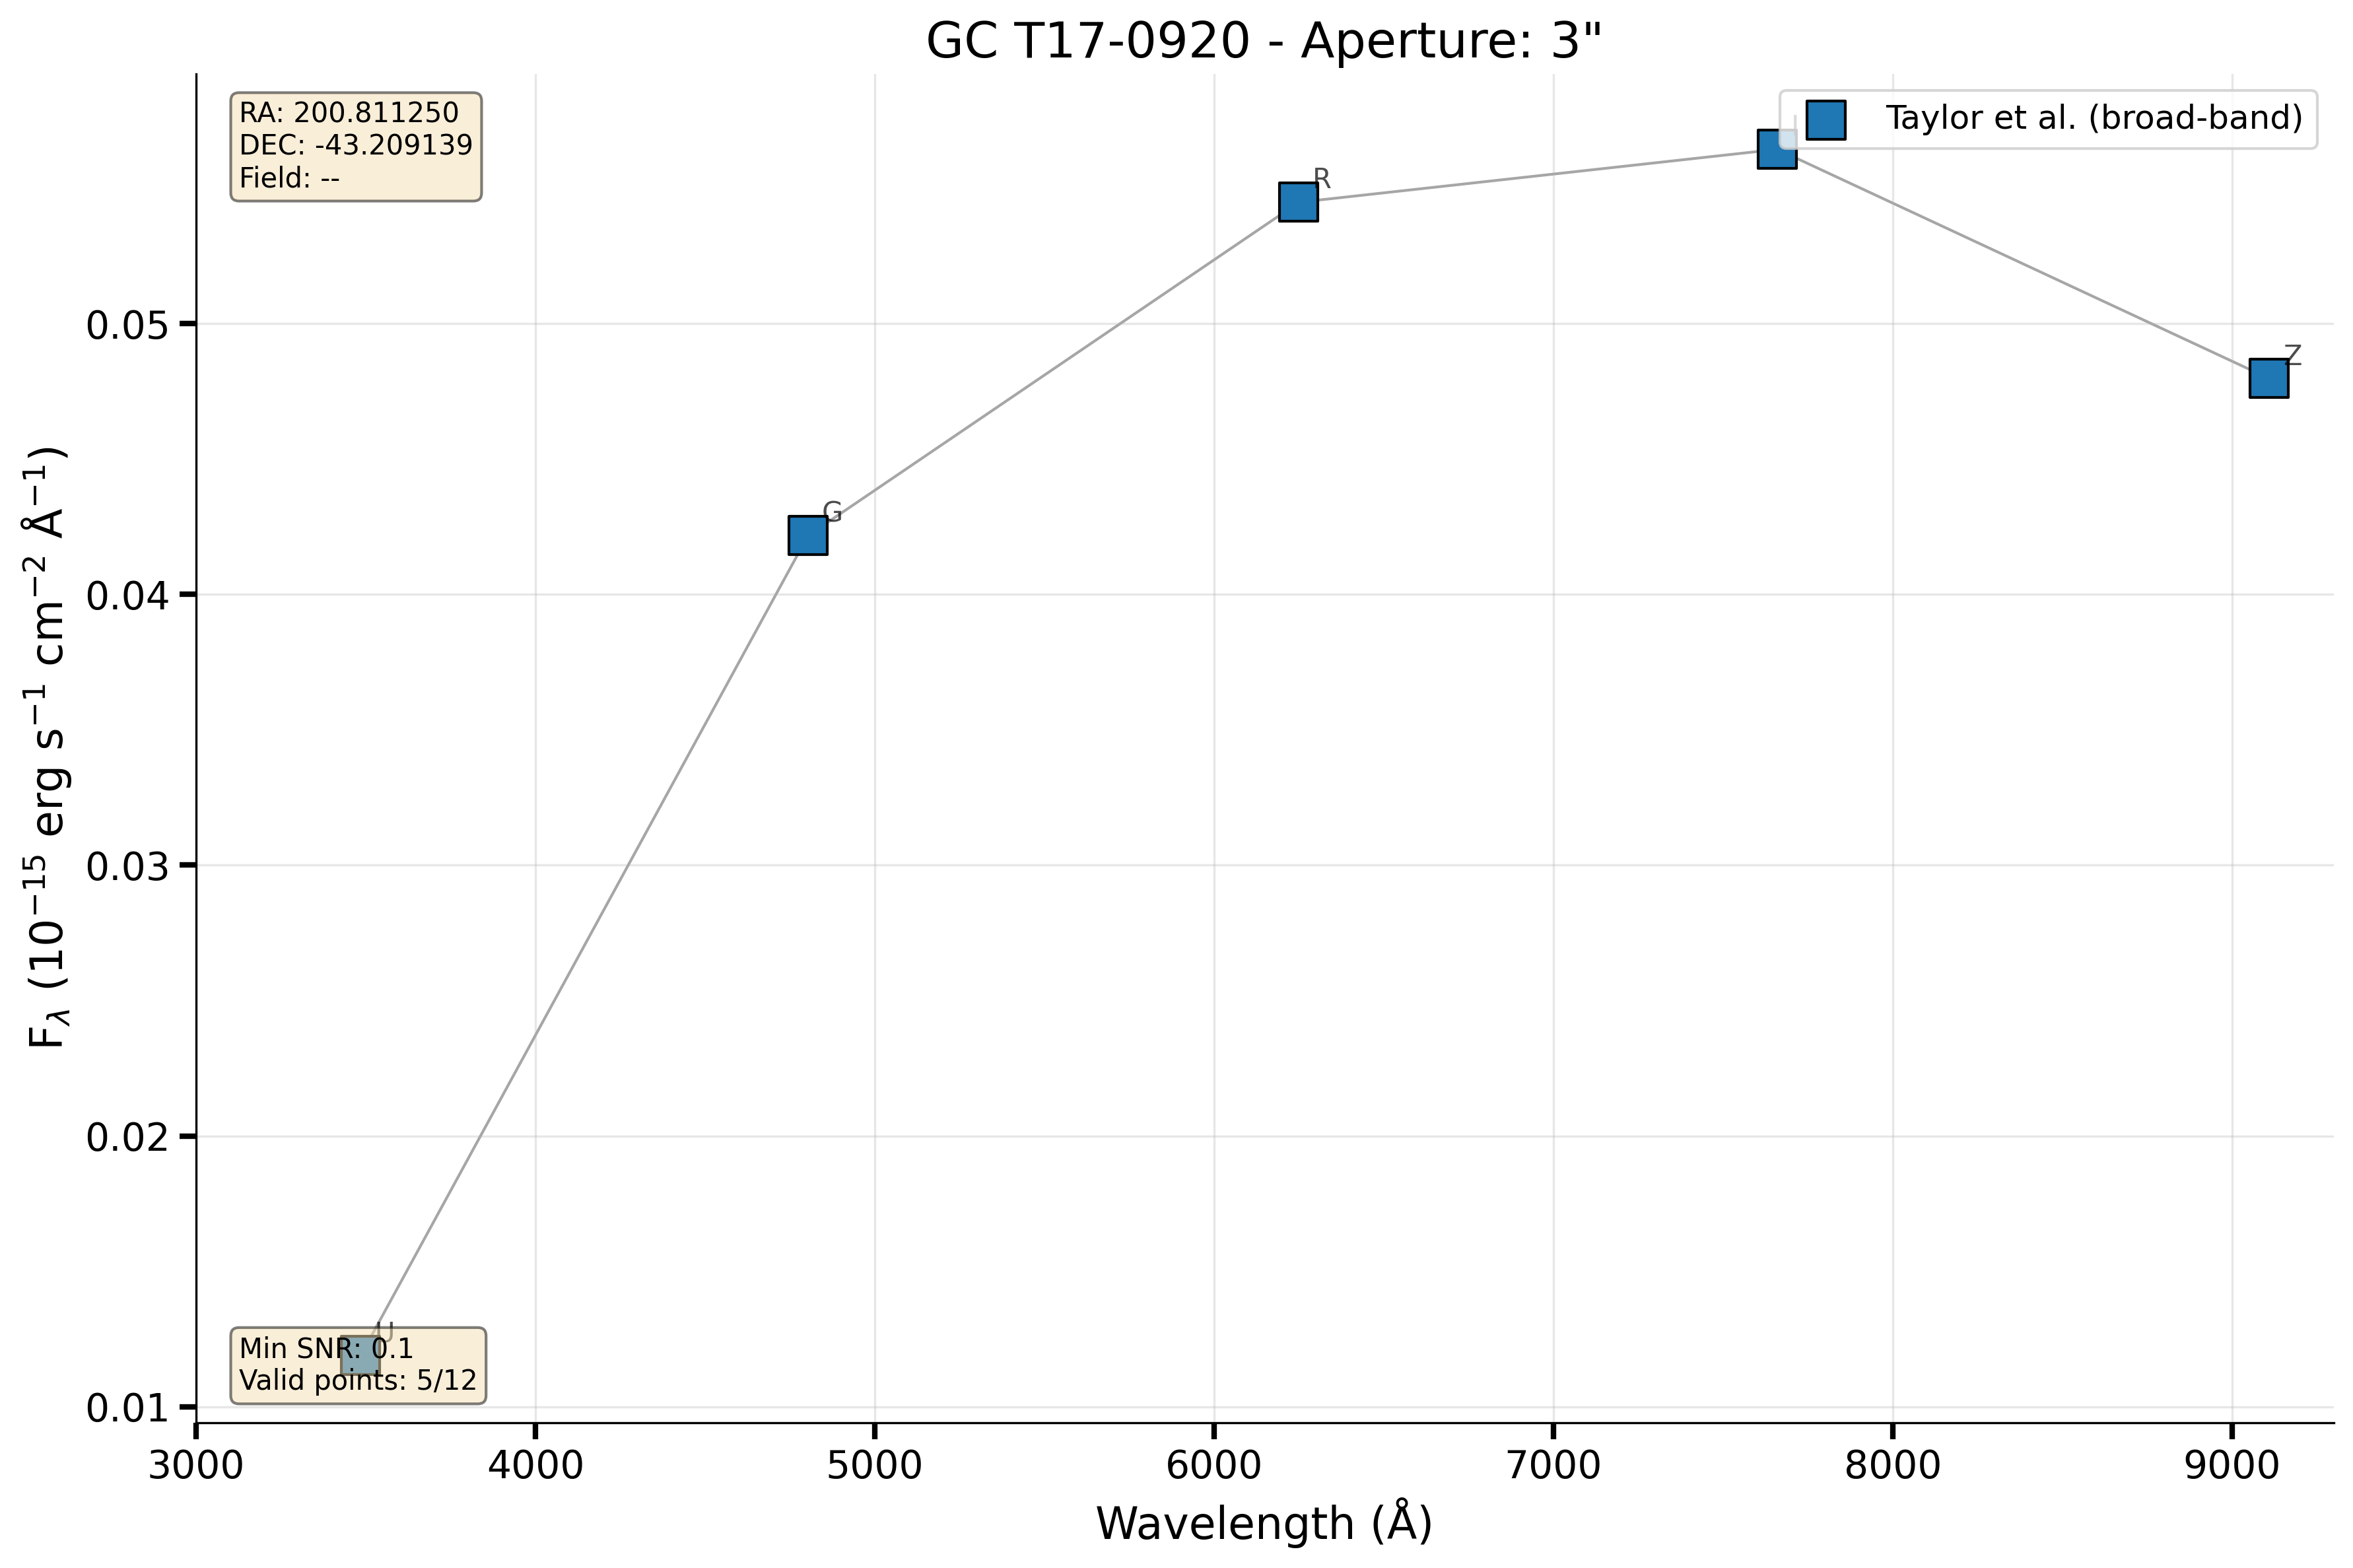 GC T17-0920 - Aperture: 3"
RA: 200.811250
DEC: -43.209139
Field: --
I
Taylor et al. (broad-band)
R
Z
G
U
Min SNR: 0.1
Valid points: 5/12
0.05
0.04
0.03
0.02
0.01
F_λ (10⁻¹⁵ erg s⁻¹ cm⁻² Å⁻¹)
3000 4000 5000 6000 7000 8000 9000
Wavelength (Å)